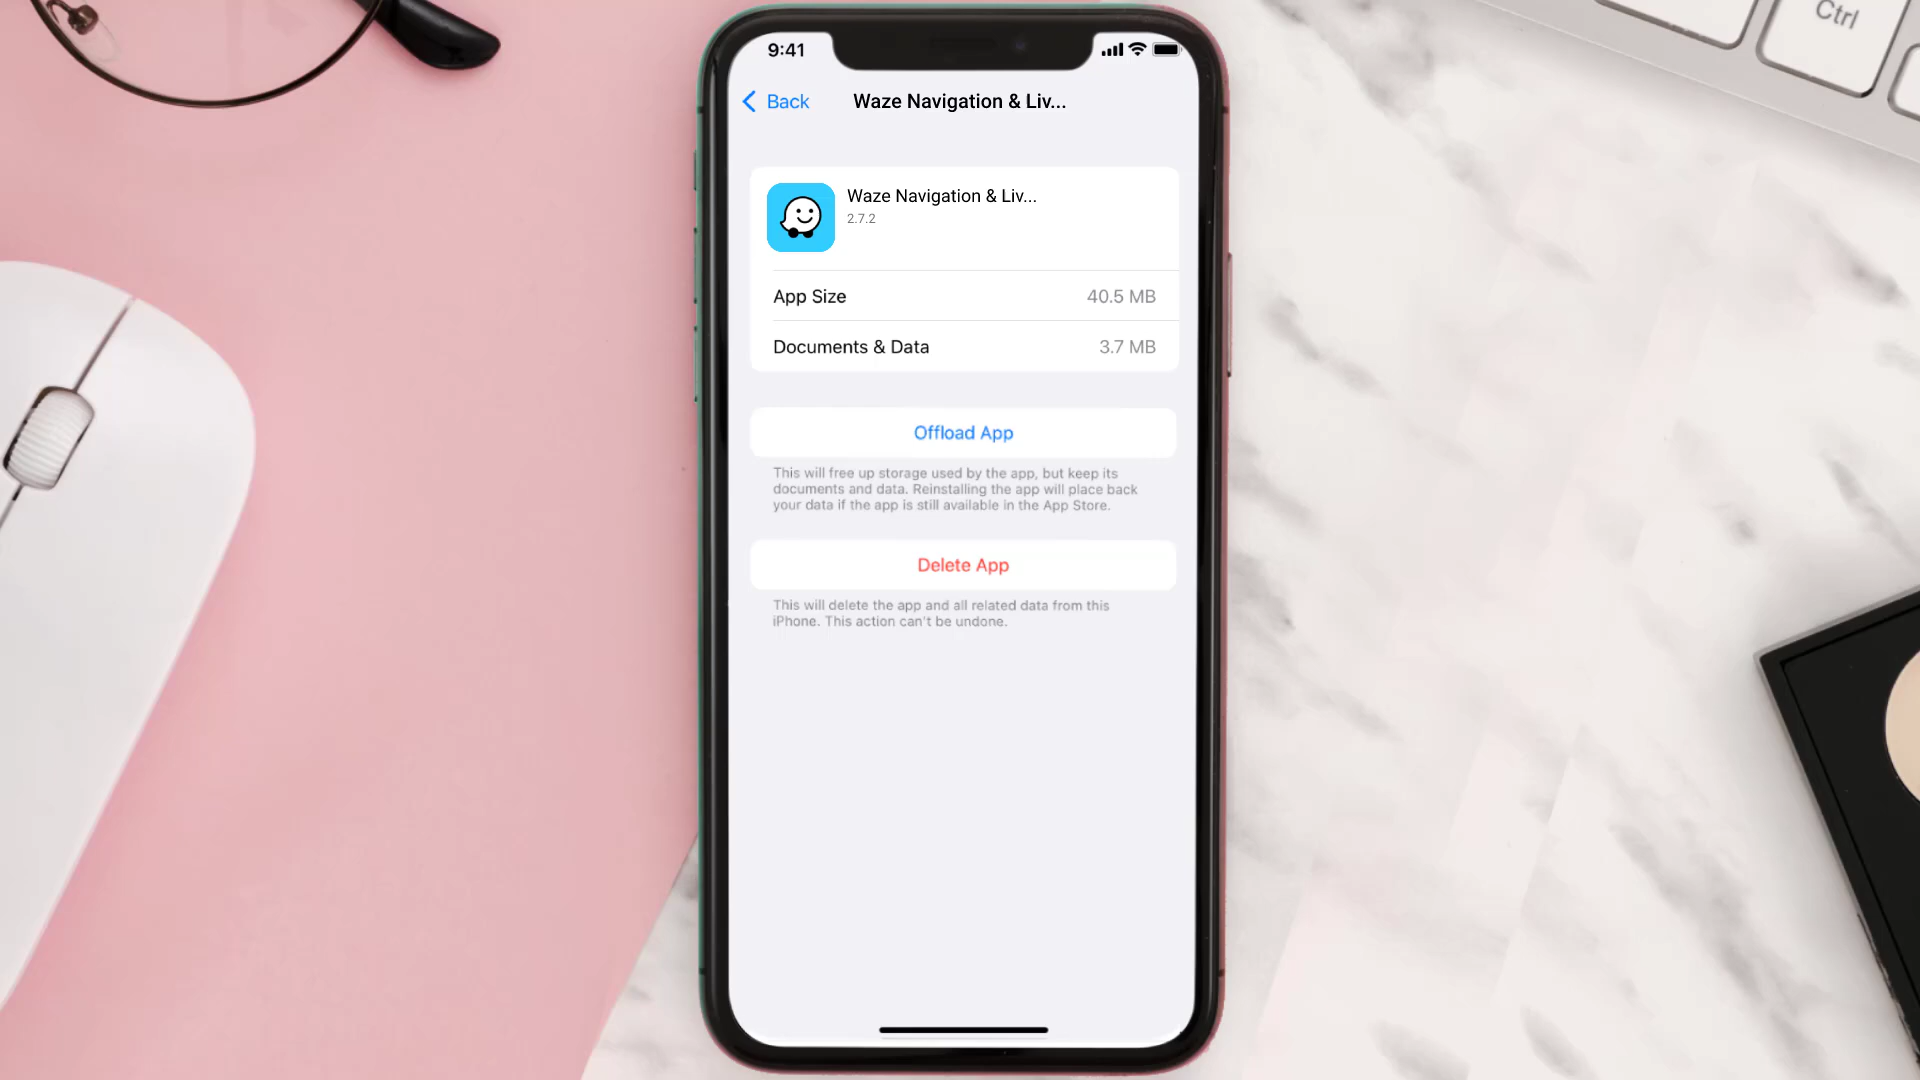 Ctrl
9:41
Back
Waze Navigation & Liv...
Waze Navigation & Liv...
2.7.2
App Size
40.5 MB
Documents & Data
3.7 MB
Offload App
This will free up storage used by the app, but keep its
documents and data. Reinstalling the app will place back
your data if the app is still available in the App Store.
Delete App
This will delete the app and all related data from this
iPhone. This action can't be undone.